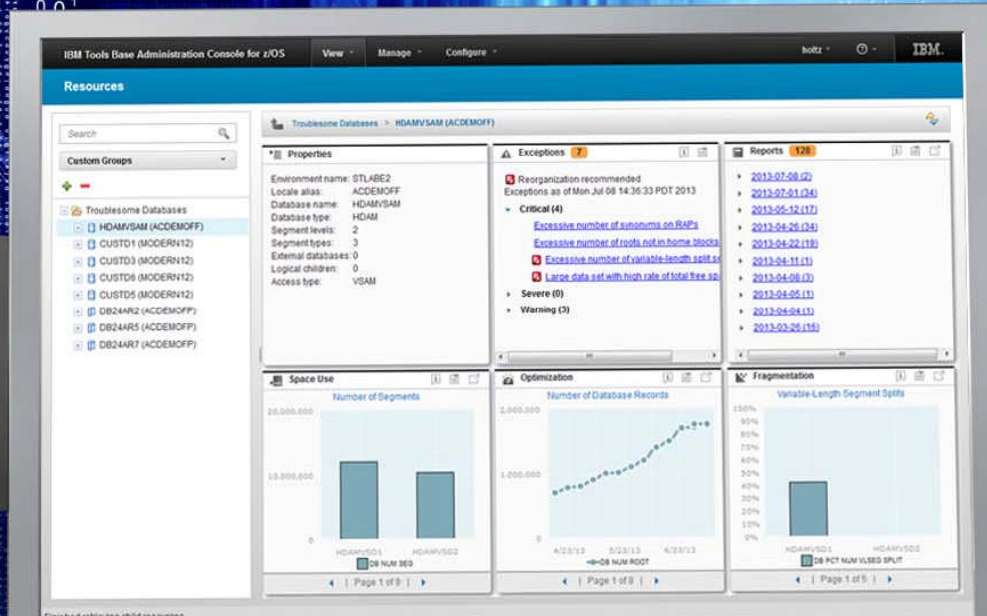 IBM Tools Base Administration Console for z/OS
View
Manage
Configure
holtz
IBM.
Resources
Search
Custom Groups
Troublesome Databases
HDAMVSAM (ACDEMOFF)
CUSTD1 (MODERN12)
CUSTD3 (MODERN12)
CUSTD6 (MODERN12)
CUSTD5 (MODERN12)
DB24AR2 (ACDEMOFP)
DB24AR5 (ACDEMOFP)
DB24AR7 (ACDEMOFP)
Troublesome Databases > HDAMVSAM (ACDEMOFF)
Properties
Environment name: STLABE2
Locale alias: ACDEMOFF
Database name: HDAMVSAM
Database type: HDAM
Segment levels: 2
Segment types: 3
External databases: 0
Logical children: 0
Access type: VSAM
Exceptions 7
Reorganization recommended
Exceptions as of Mon Jul 08 14:36:33 PDT 2013
Critical (4)
Excessive number of synonyms on RAPs
Excessive number of roots not in home blocks
Excessive number of variable-length split se
Large data set with high rate of total free sp
Severe (0)
Warning (3)
Reports 128
2013-07-08 (2)
2013-07-01 (34)
2013-05-12 (17)
2013-04-26 (34)
2013-04-22 (19)
2013-04-11 (1)
2013-04-08 (3)
2013-04-05 (1)
2013-04-04 (1)
2013-03-26 (16)
Space Use
Number of Segments
20,000,000
10,000,000
0
HDAMVSD1 HDAMVSD2
DB NUM SEG
Page 1 of 9
Optimization
Number of Database Records
2,000,000
1,000,000
0
4/23/13 5/23/13 6/23/13
DB NUM ROOT
Page 1 of 8
Fragmentation
Variable-Length Segment Splits
100%
90%
80%
70%
60%
50%
40%
30%
20%
10%
0%
HDAMVSD1 HDAMVSD2
DB PCT NUM VLSEG SPLIT
Page 1 of 5